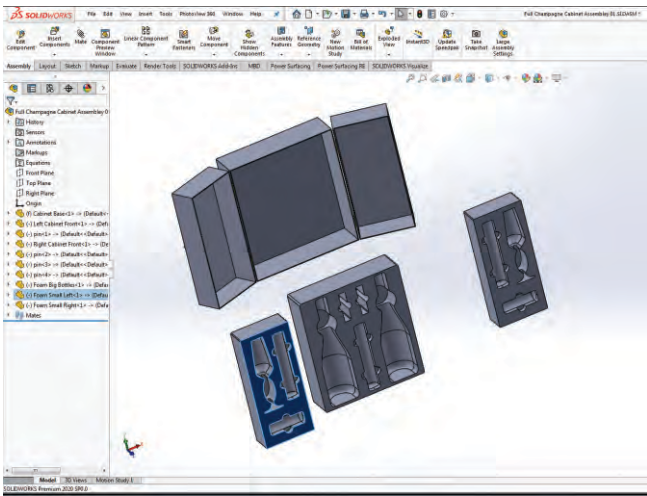 SOLIDWORKS File Edit View Insert Tools PhotoView 360 Window Help Full Champagne Cabinet Assembley 01.SLDASM *
Edit Component
Insert Components
Mate
Component Preview Window
Linear Component Pattern
Smart Fasteners
Move Component
Show Hidden Components
Assembly Features
Reference Geometry
New Motion Study
Bill of Materials
Exploded View
Instant3D
Update Speedpak
Take Snapshot
Large Assembly Settings
Assembly Layout Sketch Markup Evaluate Render Tools SOLIDWORKS Add-Ins MBD Power Surfacing Power Surfacing RE SOLIDWORKS Visualize
Full Champagne Cabinet Assembley 0
History
Sensors
Annotations
Markups
Equations
Front Plane
Top Plane
Right Plane
Origin
(f) Cabinet Base<1> -> (Default<
(-) Left Cabinet Front<1> -> (Def
(-) pin<1> -> (Default<<Default>
(-) Right Cabinet Front<1> -> (De
(-) pin<2> -> (Default<<Default>
(-) pin<3> -> (Default<<Default>
(-) pin<4> -> (Default<<Default>
(-) Foam Big Bottles<1> -> (Defau
(-) Foam Small Left<1> -> (Defau
(-) Foam Small Right<1> -> (Defa
Mates
Model 3D Views Motion Study 1
SOLIDWORKS Premium 2020 SP0.0